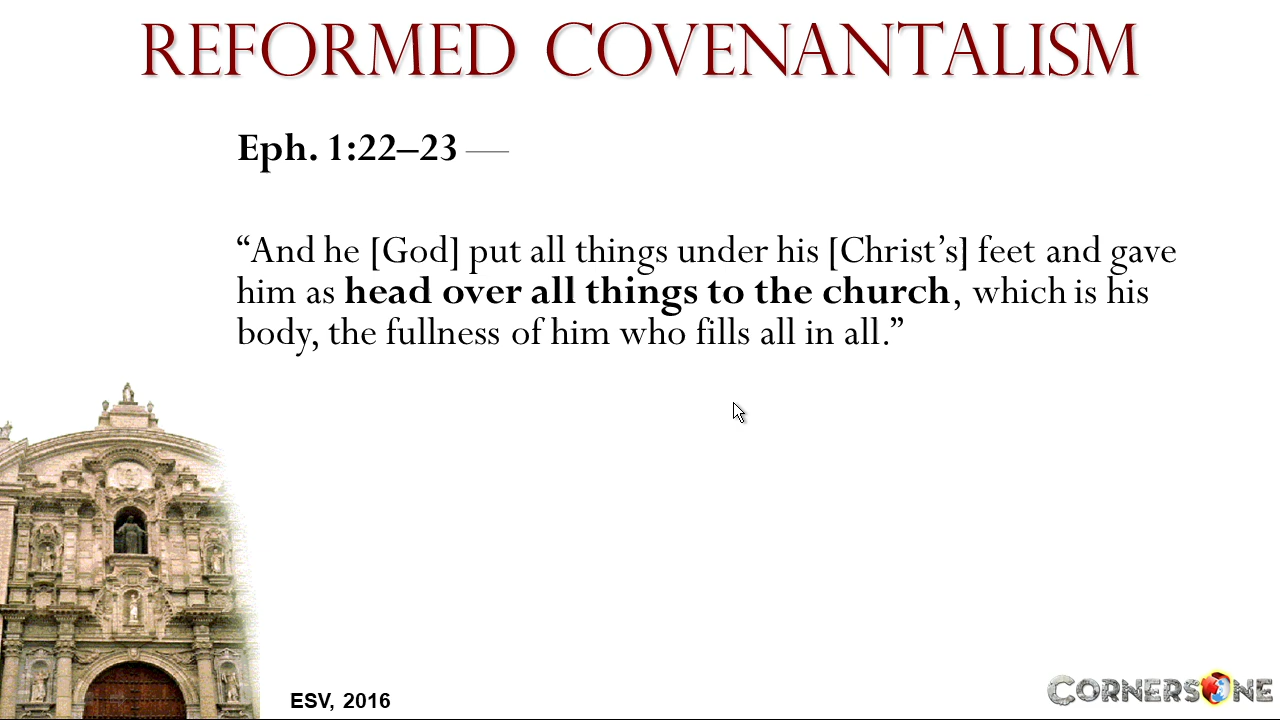 REFORMED COVENANTALISM
Eph. 1:22–23 —
“And he [God] put all things under his [Christ’s] feet and gave
him as head over all things to the church, which is his
body, the fullness of him who fills all in all.”
ESV, 2016
CORNERSONE